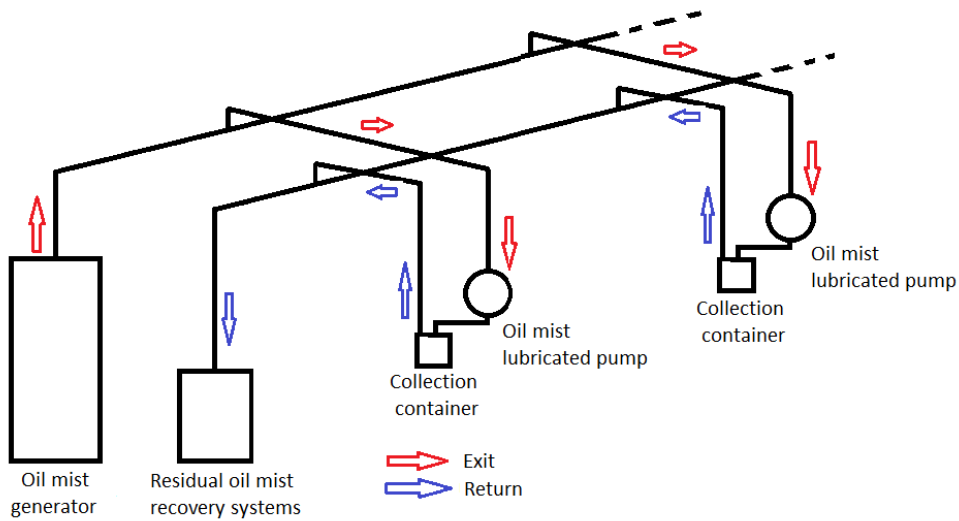 Oil mist
lubricated pump
Collection
container
Oil mist
lubricated pump
Collection
container
Exit
Return
Oil mist
generator
Residual oil mist
recovery systems